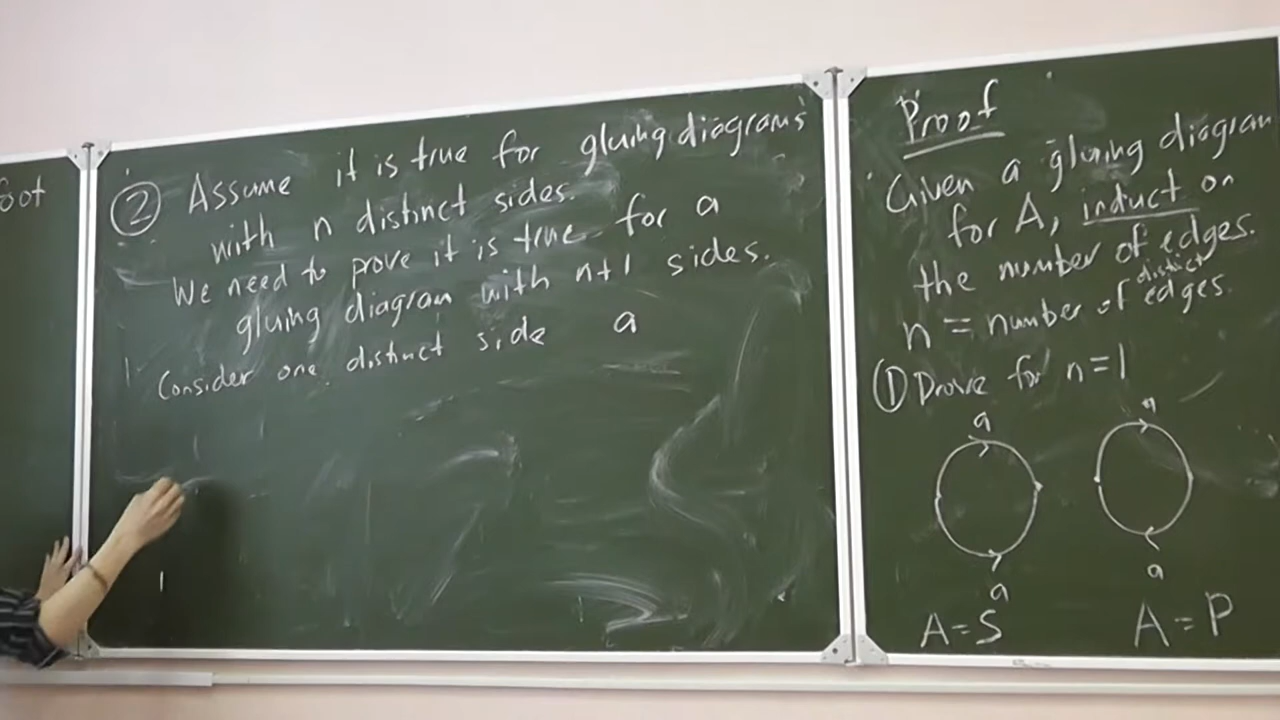 oot
② Assume it is true for gluing diagrams
with n distinct sides.
We need to prove it is true for a
gluing diagram with n+1 sides.
Consider one distinct side a
Proof
Given a gluing diagram
for A, induct on
the number of edges.
distinct
n = number of edges.
① Prove for n=1
a
a
a
a
A=S
A=P